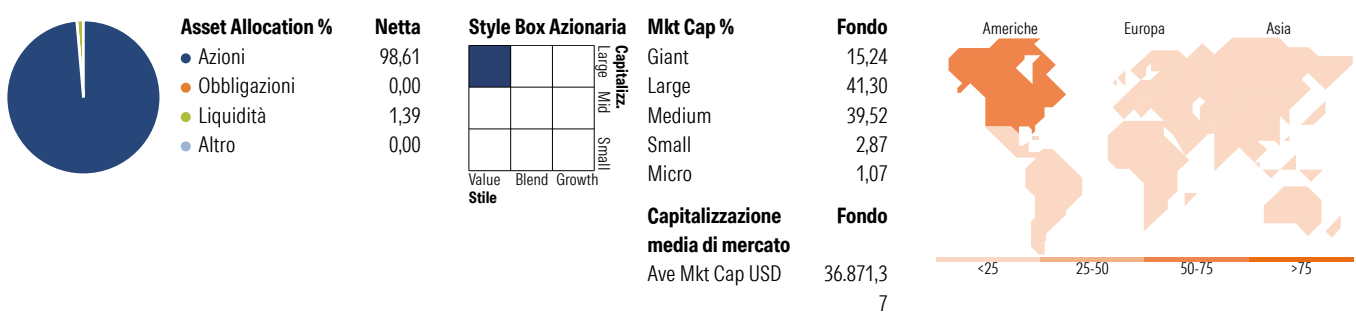 Asset Allocation % Netta
Azioni 98,61
Obbligazioni 0,00
Liquidità 1,39
Altro 0,00
Style Box Azionaria
Capitalizz.
Large Mid Small
Value Blend Growth
Stile
Mkt Cap % Fondo
Giant 15,24
Large 41,30
Medium 39,52
Small 2,87
Micro 1,07
Capitalizzazione Fondo
media di mercato
Ave Mkt Cap USD 36.871,3
7
Americhe Europa Asia
<25 25-50 50-75 >75